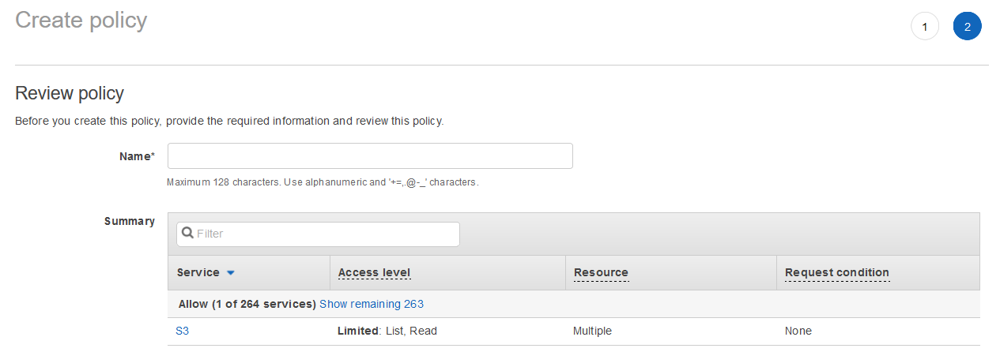 Create policy
1
2
Review policy
Before you create this policy, provide the required information and review this policy.
Name*
Maximum 128 characters. Use alphanumeric and '+=,.@-_' characters.
Summary
Filter
Service Access level Resource Request condition
Allow (1 of 264 services) Show remaining 263
S3 Limited: List, Read Multiple None